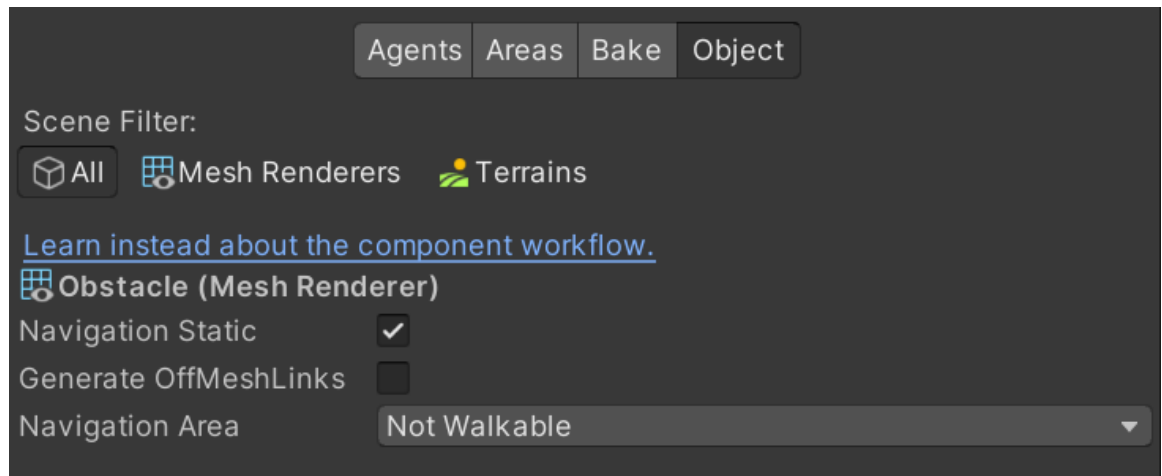 Agents Areas Bake Object
Scene Filter:
All Mesh Renderers Terrains
Learn instead about the component workflow.
Obstacle (Mesh Renderer)
Navigation Static
Generate OffMeshLinks
Navigation Area Not Walkable